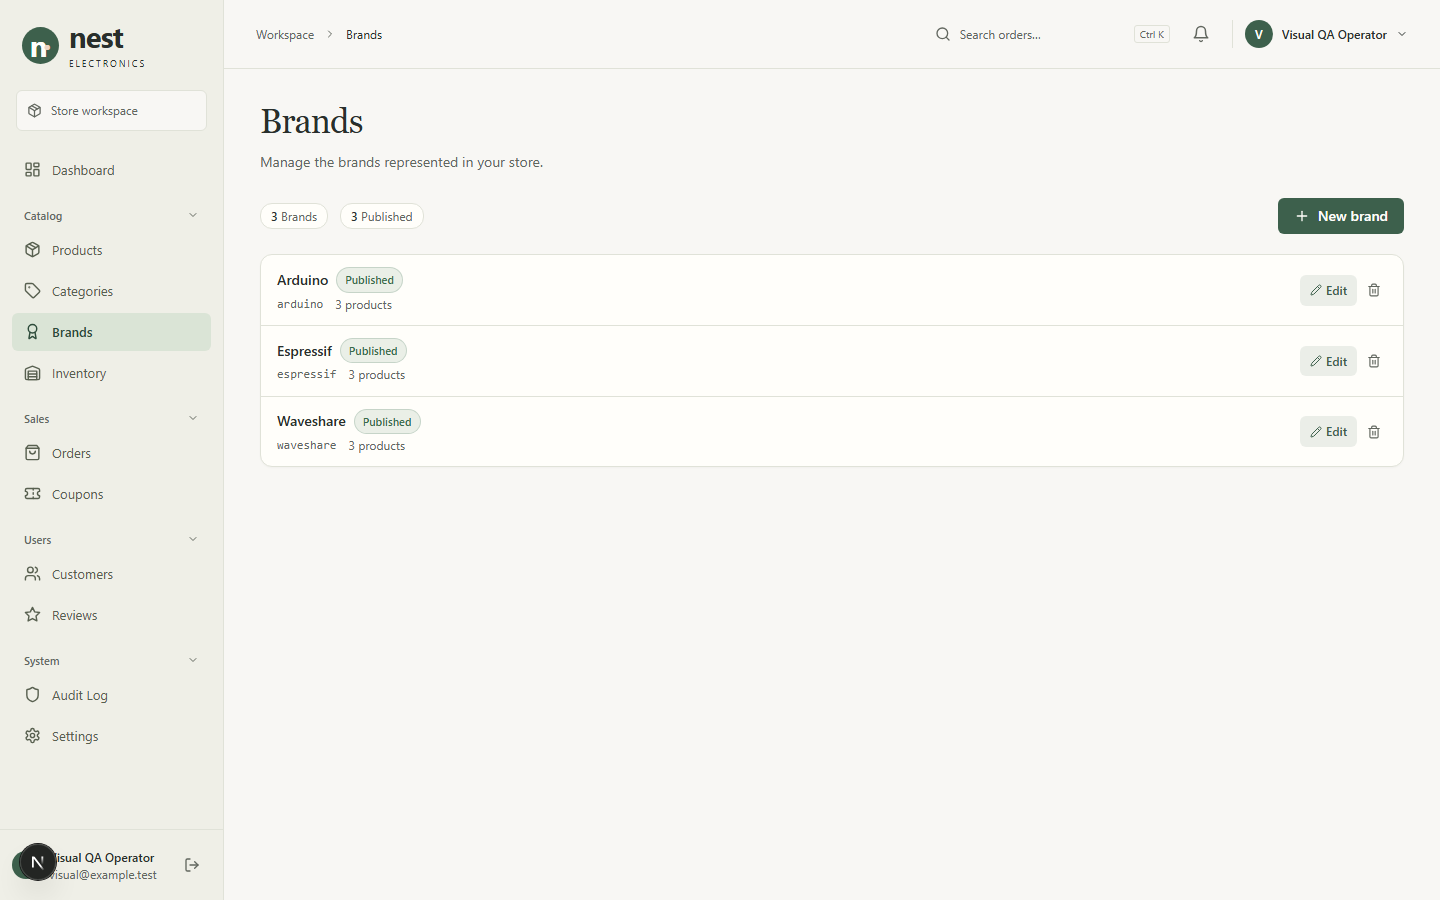 nest
ELECTRONICS
Store workspace
Dashboard
Catalog
Products
Categories
Brands
Inventory
Sales
Orders
Coupons
Users
Customers
Reviews
System
Audit Log
Settings
N
isual QA Operator
visual@example.test
Workspace > Brands
Search orders...
Ctrl K
V
Visual QA Operator
Brands
Manage the brands represented in your store.
3 Brands
3 Published
+ New brand
Arduino Published
arduino 3 products
Edit
Espressif Published
espressif 3 products
Edit
Waveshare Published
waveshare 3 products
Edit